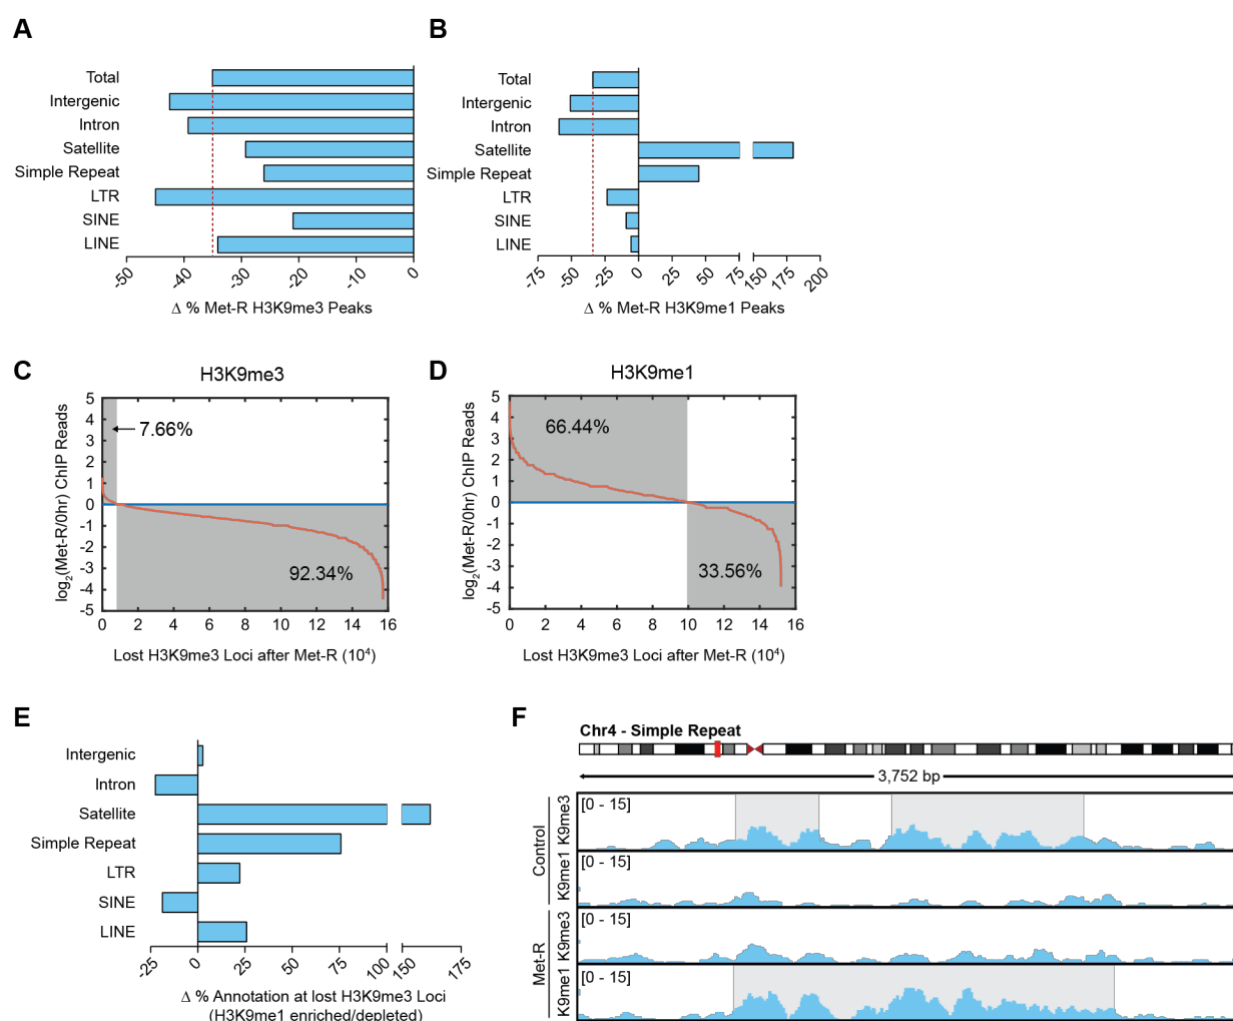 A
Total
Intergenic
Intron
Satellite
Simple Repeat
LTR
SINE
LINE
-50
-40
-30
-20
-10
0
Δ % Met-R H3K9me3 Peaks
B
Total
Intergenic
Intron
Satellite
Simple Repeat
LTR
SINE
LINE
-75
-50
-25
0
25
50
75
150
175
200
Δ % Met-R H3K9me1 Peaks
C
H3K9me3
log2(Met-R/0hr) ChIP Reads
5
4
3
2
1
0
-1
-2
-3
-4
-5
7.66%
92.34%
0 2 4 6 8 10 12 14 16
Lost H3K9me3 Loci after Met-R (10⁴)
D
H3K9me1
log2(Met-R/0hr) ChIP Reads
5
4
3
2
1
0
-1
-2
-3
-4
-5
66.44%
33.56%
0 2 4 6 8 10 12 14 16
Lost H3K9me3 Loci after Met-R (10⁴)
E
Intergenic
Intron
Satellite
Simple Repeat
LTR
SINE
LINE
-25
0
25
50
75
100
150
175
Δ % Annotation at lost H3K9me3 Loci
(H3K9me1 enriched/depleted)
F
Chr4 - Simple Repeat
3,752 bp
Control
K9me3
[0 - 15]
K9me1
[0 - 15]
Met-R
K9me3
[0 - 15]
K9me1
[0 - 15]